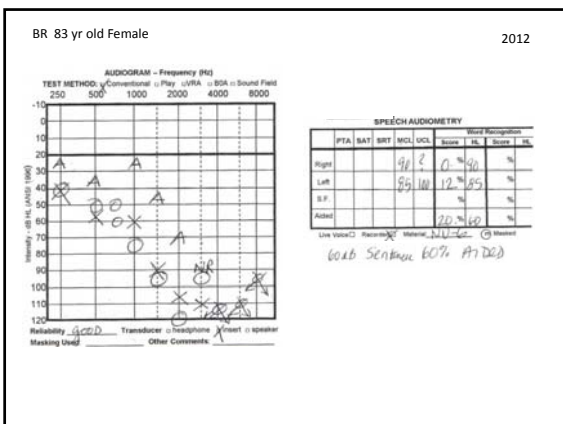 BR 83 yr old Female
2012
AUDIOGRAM – Frequency (Hz)
TEST METHOD: Conventional □ Play □VRA □ BOA □ Sound Field
250 500 1000 2000 4000 8000
-10
0
10
20
30
40
50
60
70
80
90
100
110
120
Intensity - dB HL (ANSI 1996)
A A A A A
NR
Reliability GOOD Transducer □ headphone insert □ speaker
Masking Used Other Comments:
SPEECH AUDIOMETRY
Word Recognition
PTA SAT SRT MCL UCL Score HL Score HL
Right 90 ? 0 % 90 %
Left 85 100 12 % 85 %
S.F. % %
Aided 20 % 60 %
Live Voice□ Recorded Material NU-6 m Masked
60dB Sentence 60% AIDED